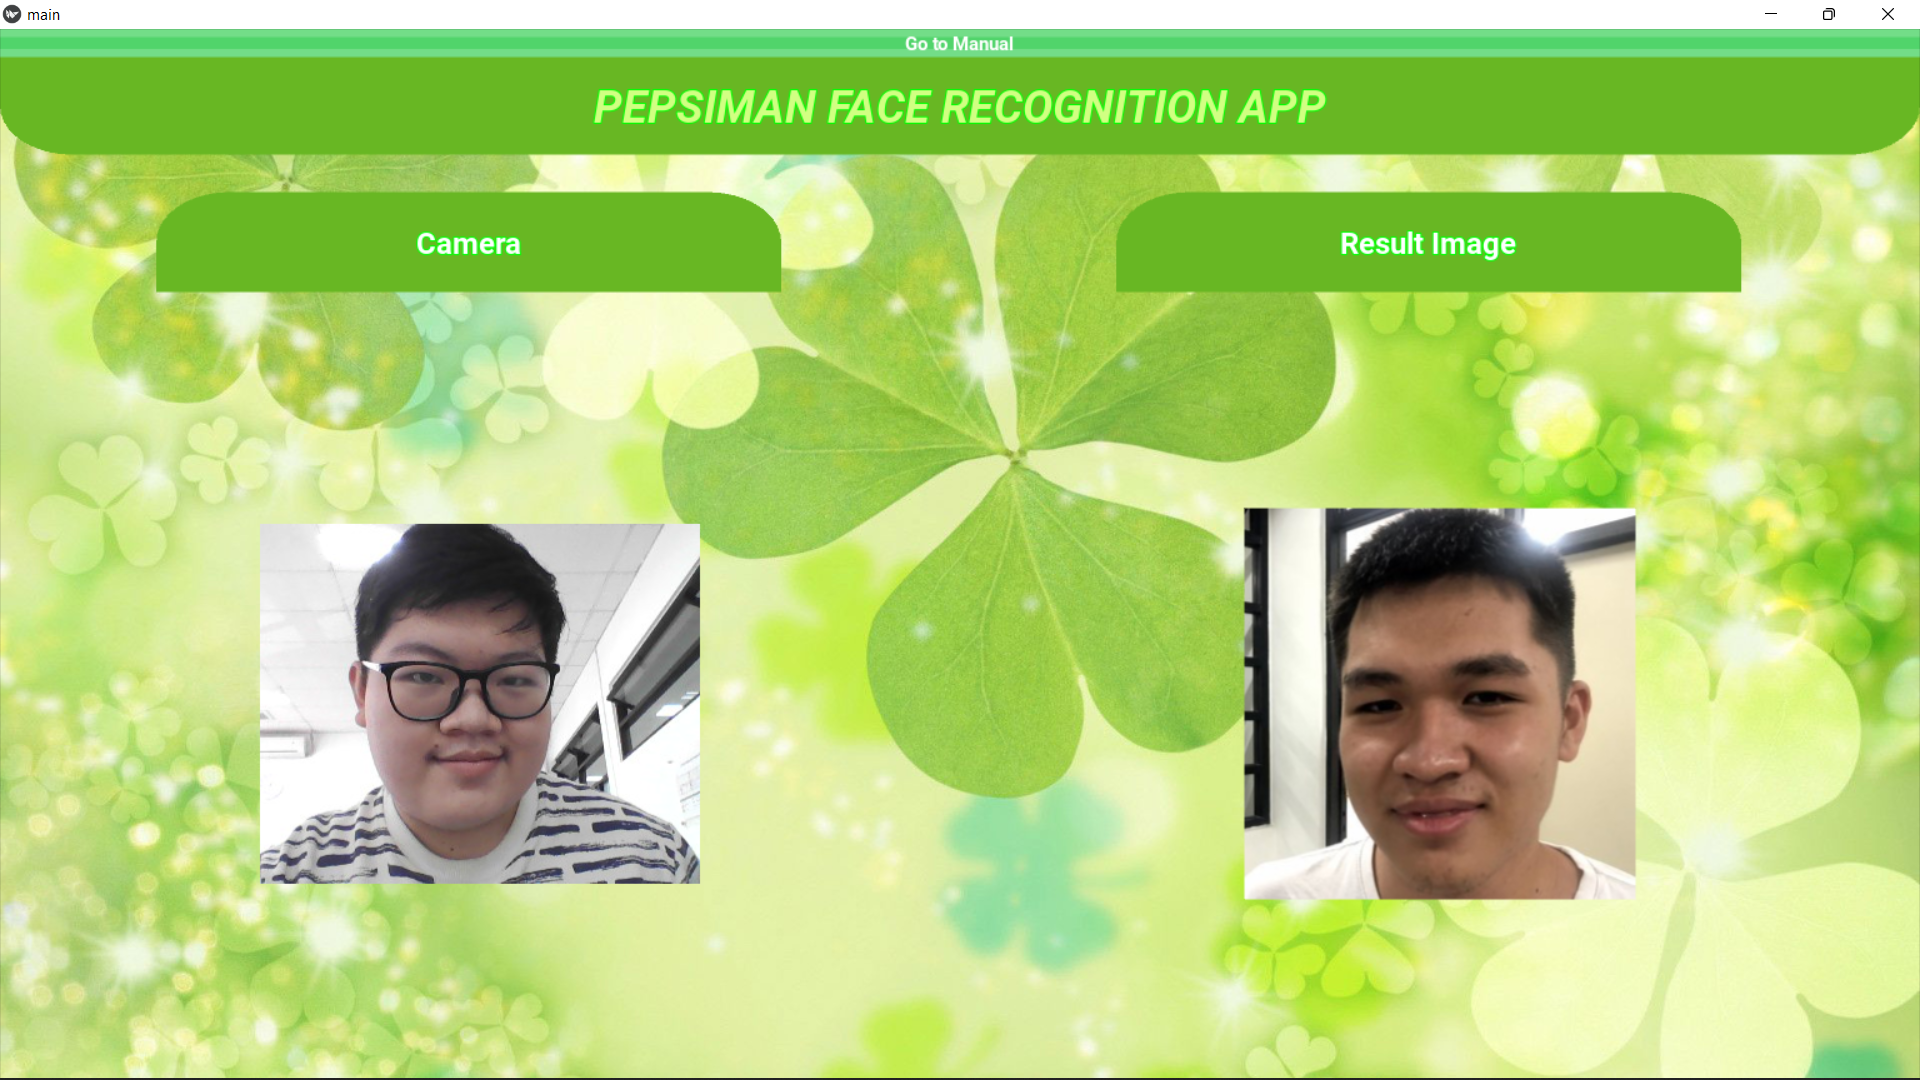 main
Go to Manual
PEPSIMAN FACE RECOGNITION APP
Camera
Result Image